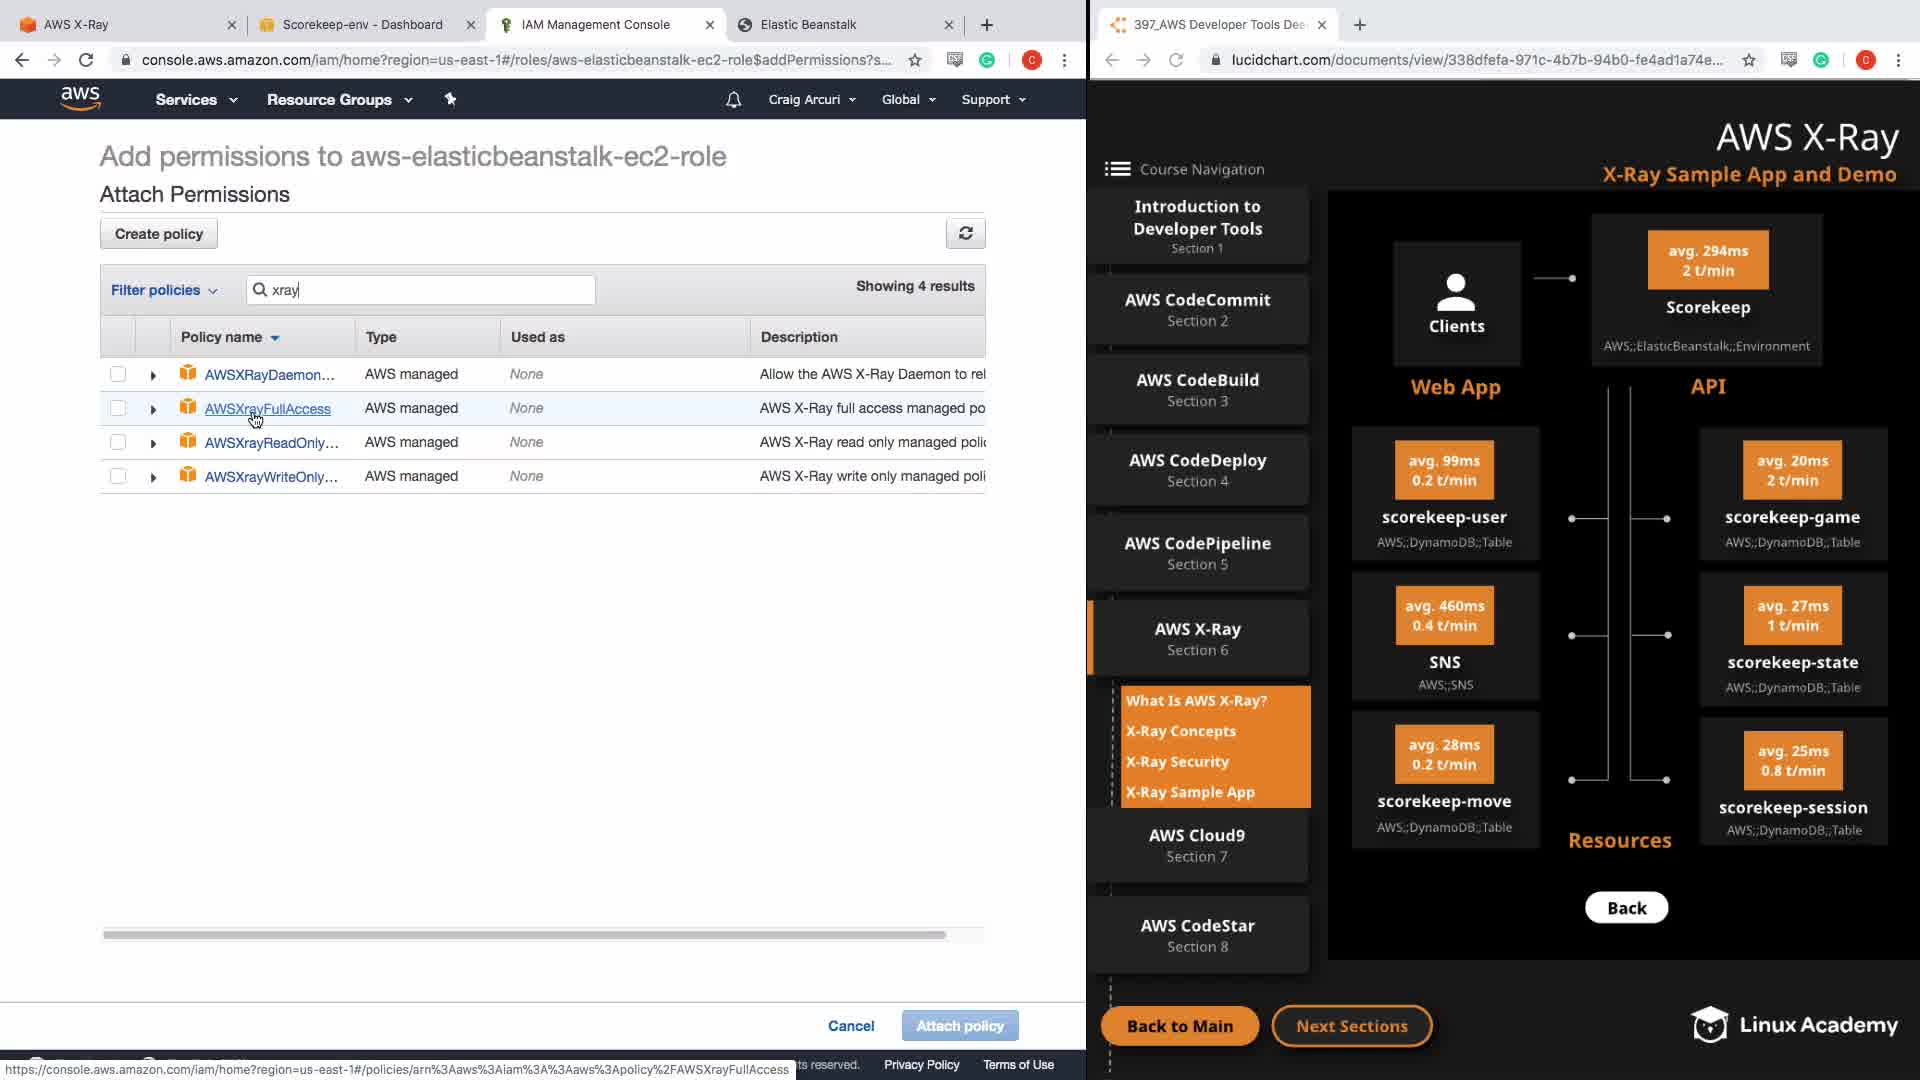 AWS X-Ray
Scorekeep-env - Dashboard
IAM Management Console
Elastic Beanstalk
console.aws.amazon.com/iam/home?region=us-east-1#/roles/aws-elasticbeanstalk-ec2-role$addPermissions?s...
C
aws
Services
Resource Groups
Craig Arcuri
Global
Support
Add permissions to aws-elasticbeanstalk-ec2-role
Attach Permissions
Create policy
Filter policies
xray
Showing 4 results
Policy name
Type
Used as
Description
AWSXRayDaemon...
AWS managed
None
Allow the AWS X-Ray Daemon to rel
AWSXrayFullAccess
AWS managed
None
AWS X-Ray full access managed po
AWSXrayReadOnly...
AWS managed
None
AWS X-Ray read only managed polic
AWSXrayWriteOnly...
AWS managed
None
AWS X-Ray write only managed poli
Cancel
Attach policy
ts reserved.
Privacy Policy
Terms of Use
https://console.aws.amazon.com/iam/home?region=us-east-1#/policies/arn%3Aaws%3Aiam%3A%3Aaws%3Apolicy%2FAWSXrayFullAccess
397_AWS Developer Tools Dee
lucidchart.com/documents/view/338dfefa-971c-4b7b-94b0-fe4ad1a74e...
C
AWS X-Ray
X-Ray Sample App and Demo
Course Navigation
Introduction to
Developer Tools
Section 1
AWS CodeCommit
Section 2
AWS CodeBuild
Section 3
AWS CodeDeploy
Section 4
AWS CodePipeline
Section 5
AWS X-Ray
Section 6
What Is AWS X-Ray?
X-Ray Concepts
X-Ray Security
X-Ray Sample App
AWS Cloud9
Section 7
AWS CodeStar
Section 8
Clients
Web App
avg. 294ms
2 t/min
Scorekeep
AWS;;ElasticBeanstalk;;Environment
API
avg. 99ms
0.2 t/min
scorekeep-user
AWS;;DynamoDB;;Table
avg. 20ms
2 t/min
scorekeep-game
AWS;;DynamoDB;;Table
avg. 460ms
0.4 t/min
SNS
AWS;;SNS
avg. 27ms
1 t/min
scorekeep-state
AWS;;DynamoDB;;Table
avg. 28ms
0.2 t/min
scorekeep-move
AWS;;DynamoDB;;Table
avg. 25ms
0.8 t/min
scorekeep-session
AWS;;DynamoDB;;Table
Resources
Back
Back to Main
Next Sections
Linux Academy